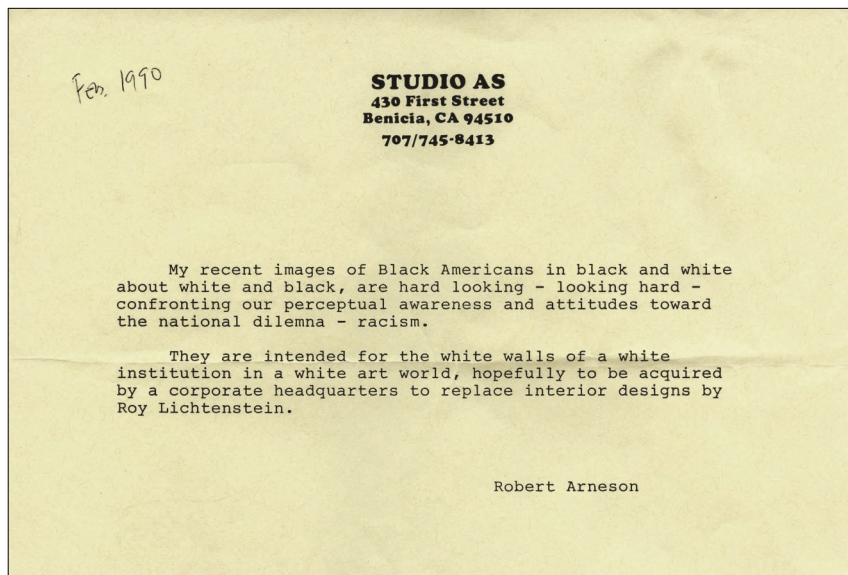 Feb. 1990
STUDIO AS
430 First Street
Benicia, CA 94510
707/745-8413
My recent images of Black Americans in black and white
about white and black, are hard looking - looking hard -
confronting our perceptual awareness and attitudes toward
the national dilemna - racism.
They are intended for the white walls of a white
institution in a white art world, hopefully to be acquired
by a corporate headquarters to replace interior designs by
Roy Lichtenstein.
Robert Arneson